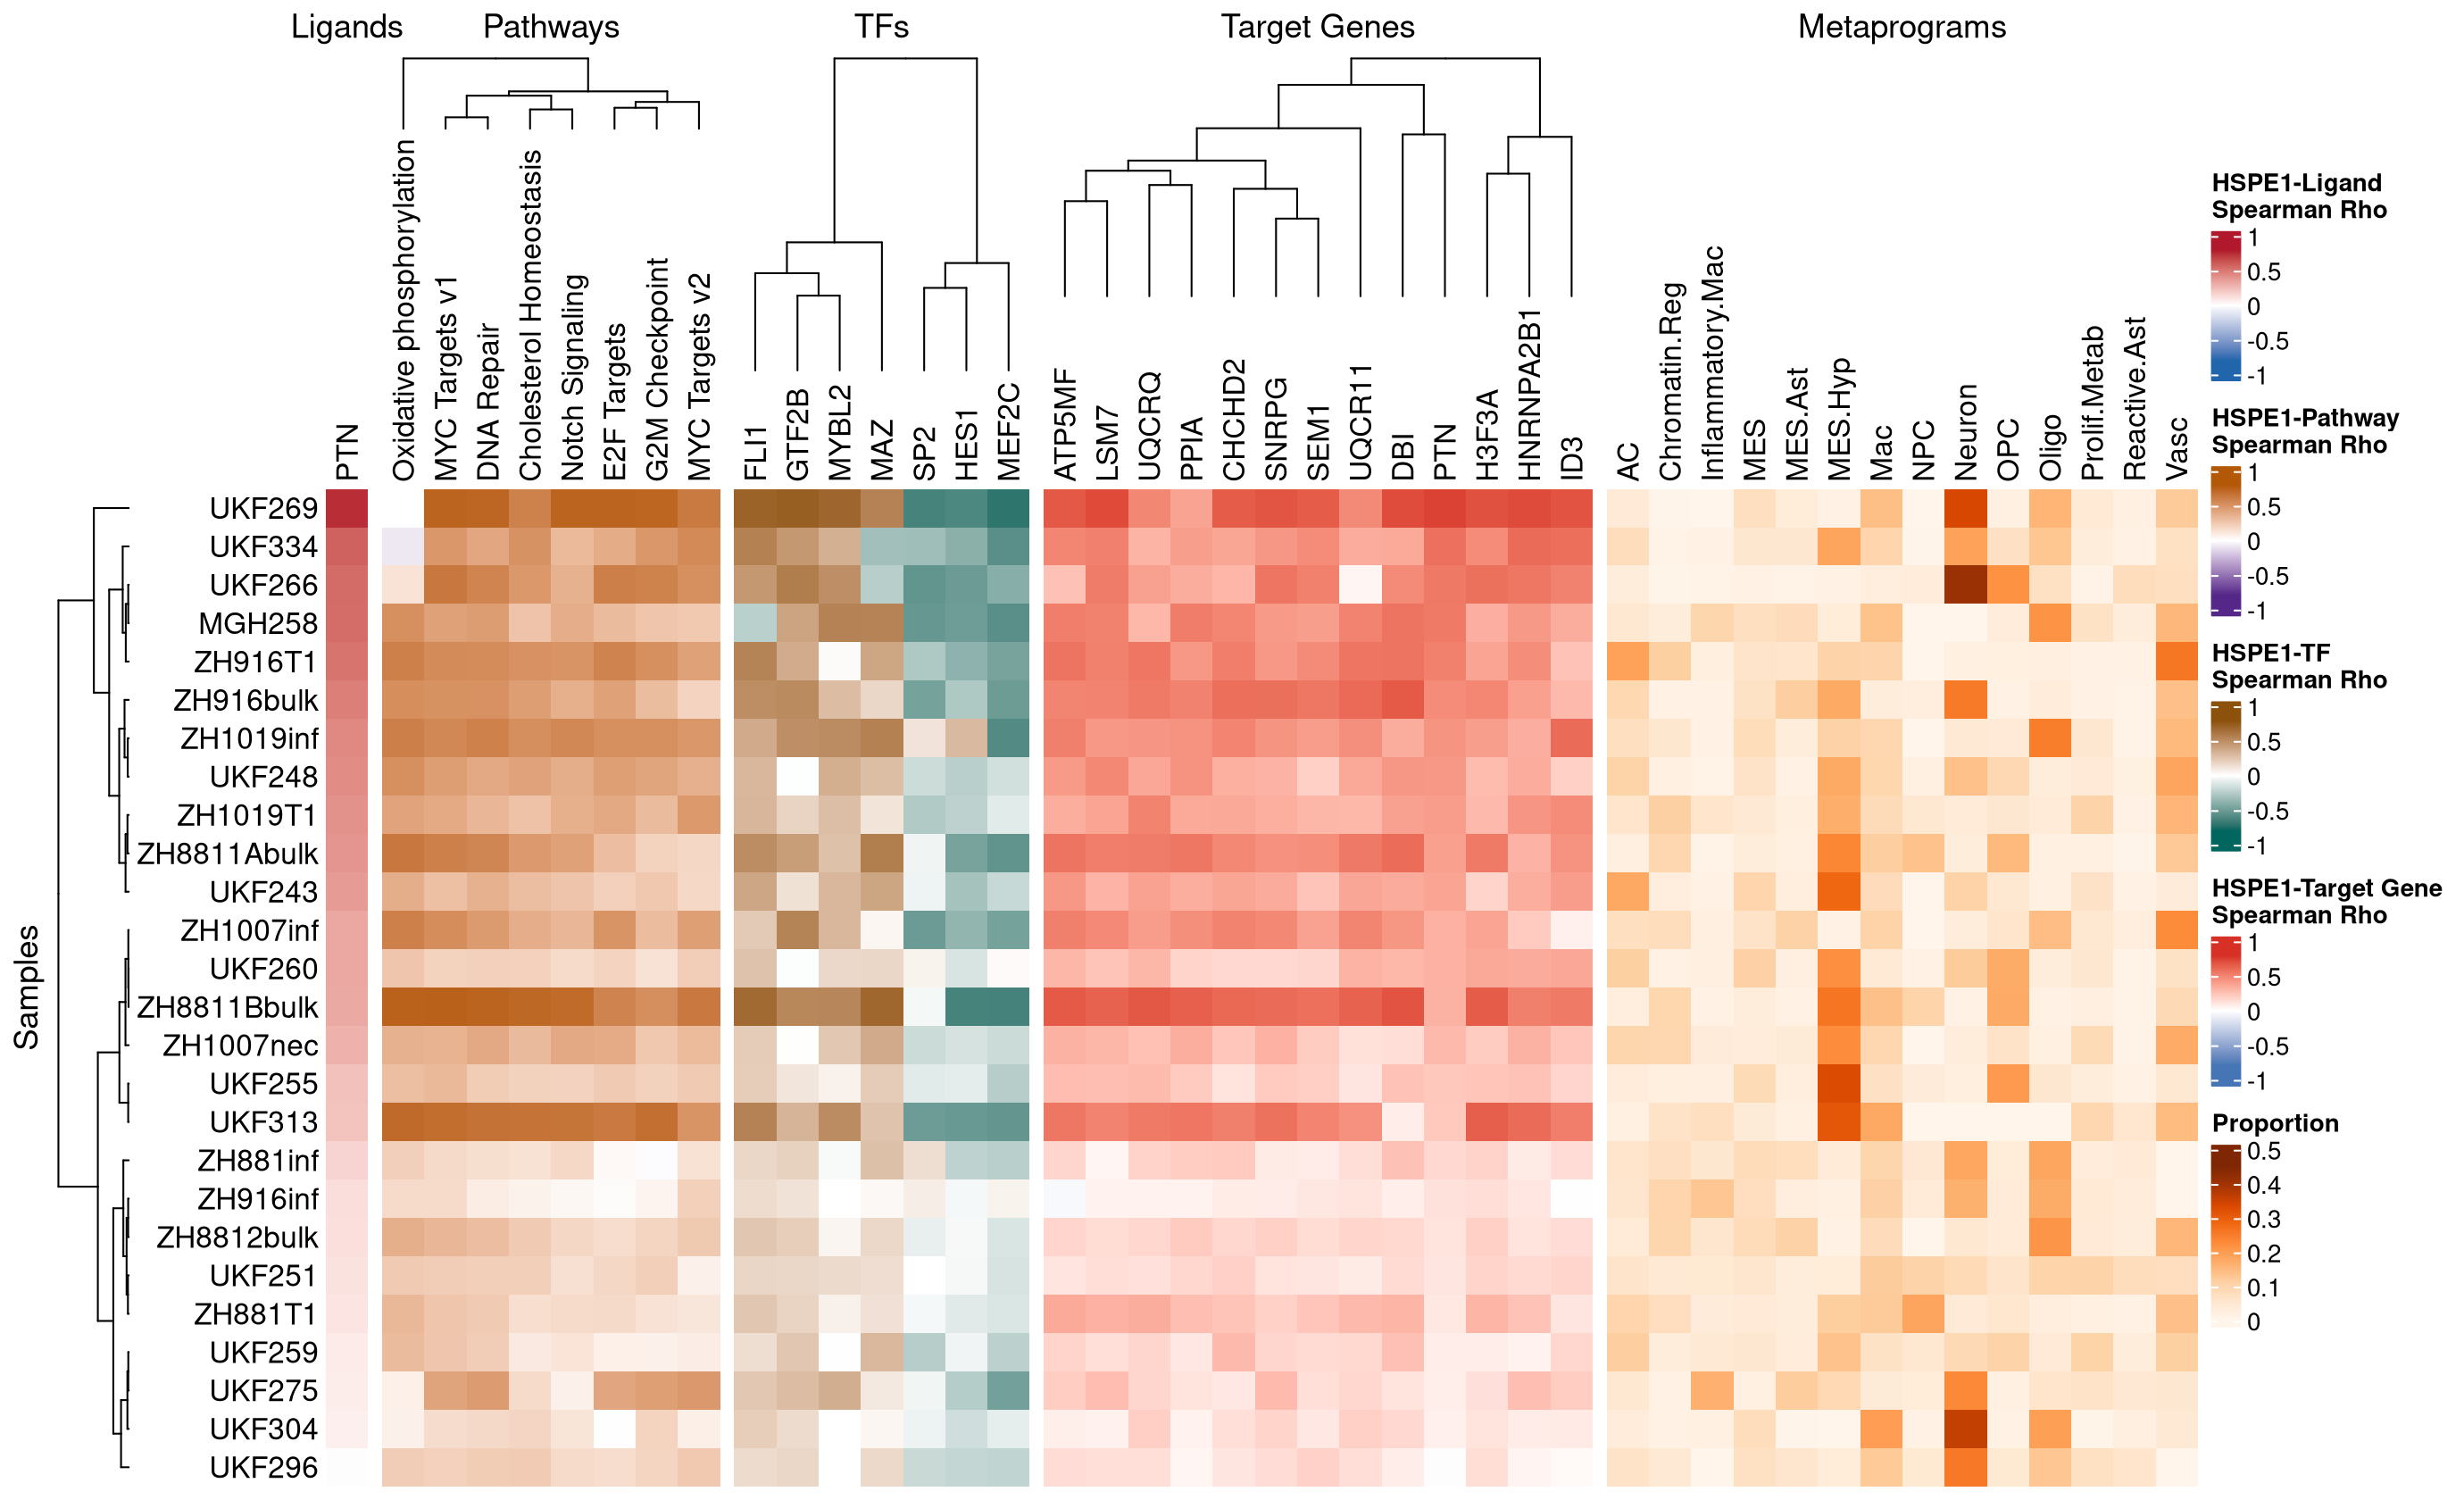 Ligands
Pathways
TFs
Target Genes
Metaprograms
PTN
Oxidative phosphorylation
MYC Targets v1
DNA Repair
Cholesterol Homeostasis
Notch Signaling
E2F Targets
G2M Checkpoint
MYC Targets v2
FLI1
GTF2B
MYBL2
MAZ
SP2
HES1
MEF2C
ATP5MF
LSM7
UQCRQ
PPIA
CHCHD2
SNRPG
SEM1
UQCR11
DBI
PTN
H3F3A
HNRNPA2B1
ID3
AC
Chromatin.Reg
Inflammatory.Mac
MES
MES.Ast
MES.Hyp
Mac
NPC
Neuron
OPC
Oligo
Prolif.Metab
Reactive.Ast
Vasc
Samples
UKF269
UKF334
UKF266
MGH258
ZH916T1
ZH916bulk
ZH1019inf
UKF248
ZH1019T1
ZH8811Abulk
UKF243
ZH1007inf
UKF260
ZH8811Bbulk
ZH1007nec
UKF255
UKF313
ZH881inf
ZH916inf
ZH8812bulk
UKF251
ZH881T1
UKF259
UKF275
UKF304
UKF296
HSPE1-Ligand
Spearman Rho
1
0.5
0
-0.5
-1
HSPE1-Pathway
Spearman Rho
1
0.5
0
-0.5
-1
HSPE1-TF
Spearman Rho
1
0.5
0
-0.5
-1
HSPE1-Target Gene
Spearman Rho
1
0.5
0
-0.5
-1
Proportion
0.5
0.4
0.3
0.2
0.1
0